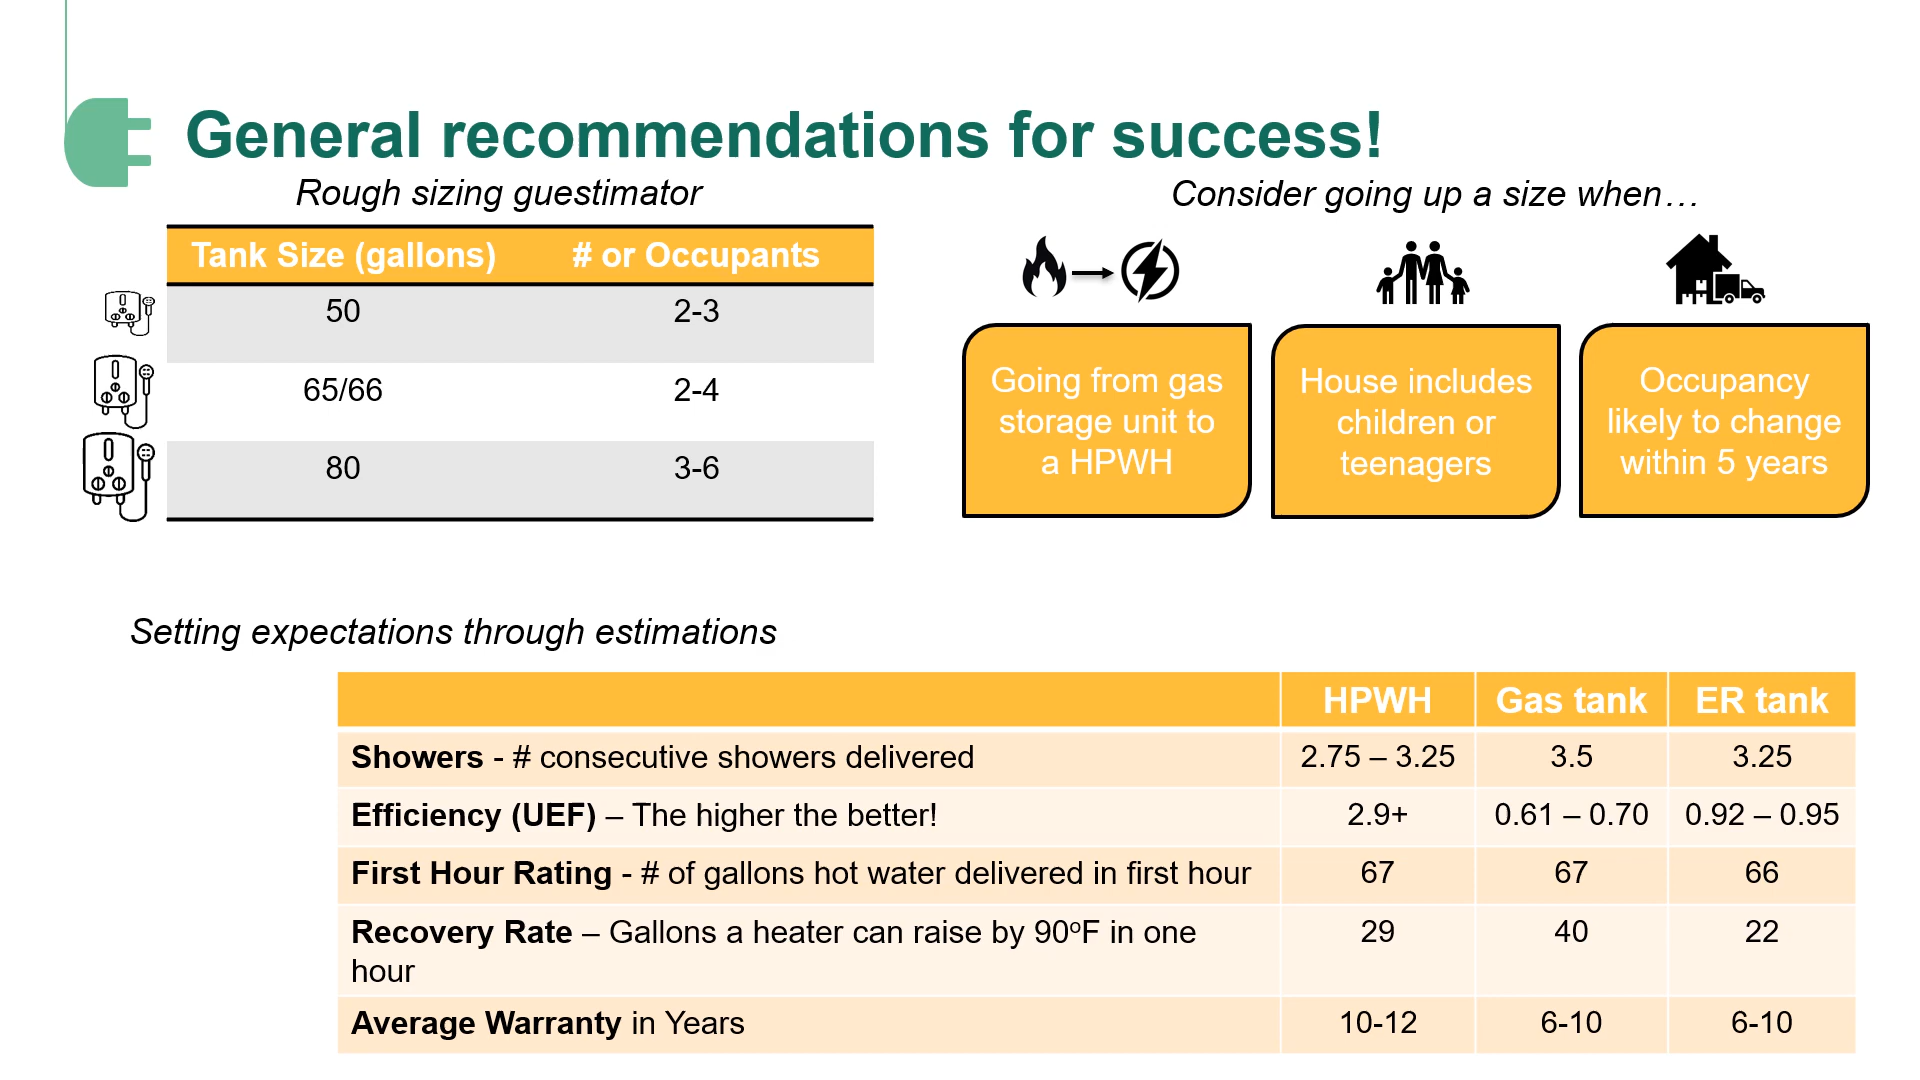 General recommendations for success!
Rough sizing guestimator
Tank Size (gallons) # or Occupants
50 2-3
65/66 2-4
80 3-6
Consider going up a size when…
Going from gas
storage unit to
a HPWH
House includes
children or
teenagers
Occupancy
likely to change
within 5 years
Setting expectations through estimations
HPWH Gas tank ER tank
Showers - # consecutive showers delivered 2.75 – 3.25 3.5 3.25
Efficiency (UEF) – The higher the better! 2.9+ 0.61 – 0.70 0.92 – 0.95
First Hour Rating - # of gallons hot water delivered in first hour 67 67 66
Recovery Rate – Gallons a heater can raise by 90ºF in one 29 40 22
hour
Average Warranty in Years 10-12 6-10 6-10